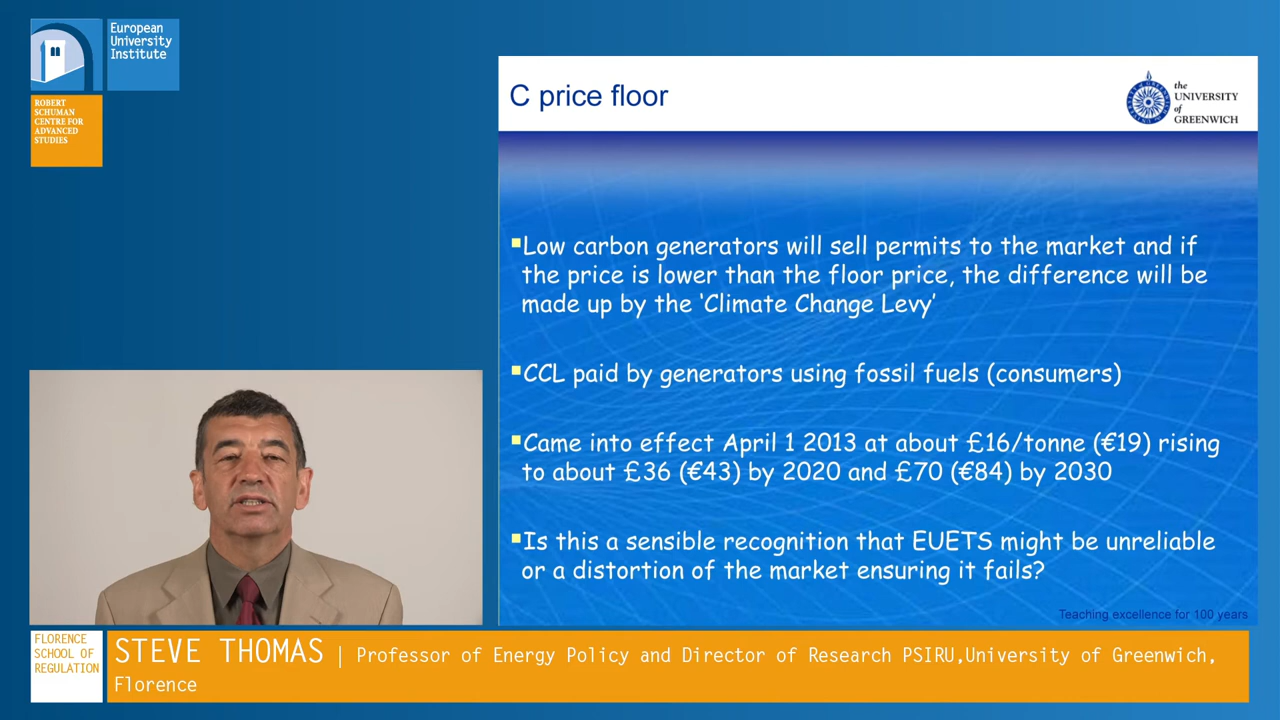 European
University
Institute
ROBERT
SCHUMAN
CENTRE FOR
ADVANCED
STUDIES
C price floor
the
UNIVERSITY
of
GREENWICH
▪Low carbon generators will sell permits to the market and if
the price is lower than the floor price, the difference will be
made up by the ‘Climate Change Levy’
▪CCL paid by generators using fossil fuels (consumers)
▪Came into effect April 1 2013 at about £16/tonne (€19) rising
to about £36 (€43) by 2020 and £70 (€84) by 2030
▪Is this a sensible recognition that EUETS might be unreliable
or a distortion of the market ensuring it fails?
Teaching excellence for 100 years
FLORENCE
SCHOOL OF
REGULATION
STEVE THOMAS | Professor of Energy Policy and Director of Research PSIRU,University of Greenwich,
Florence